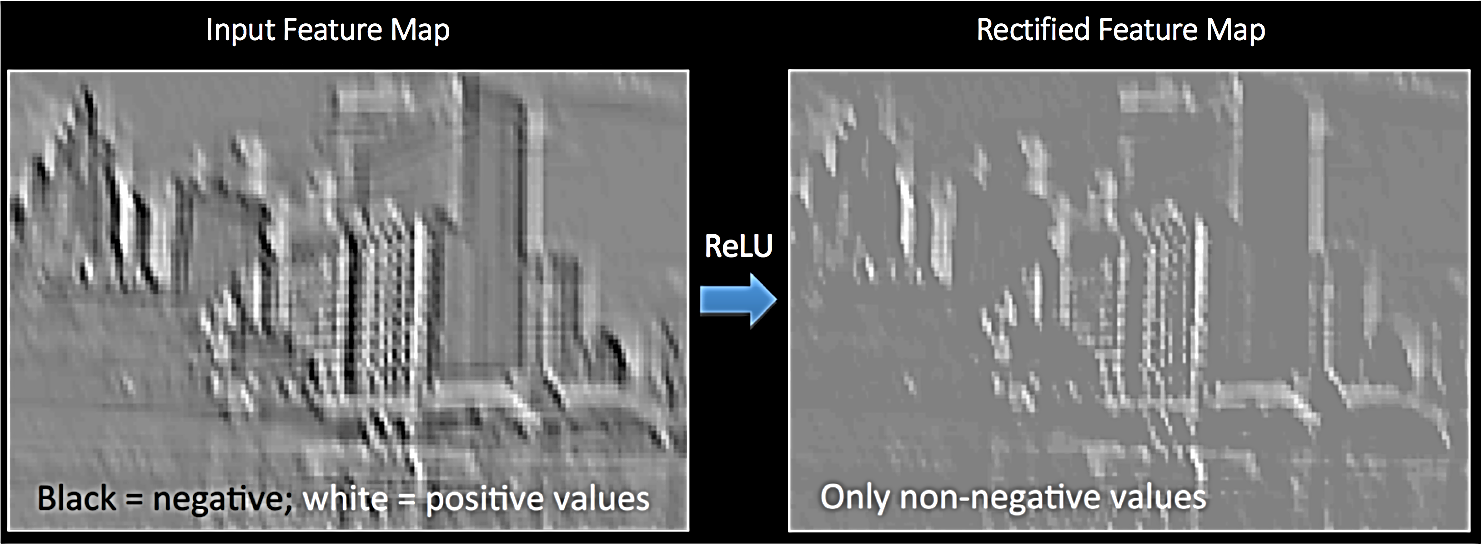 Input Feature Map
Rectified Feature Map
ReLU
Black = negative; white = positive values
Only non-negative values